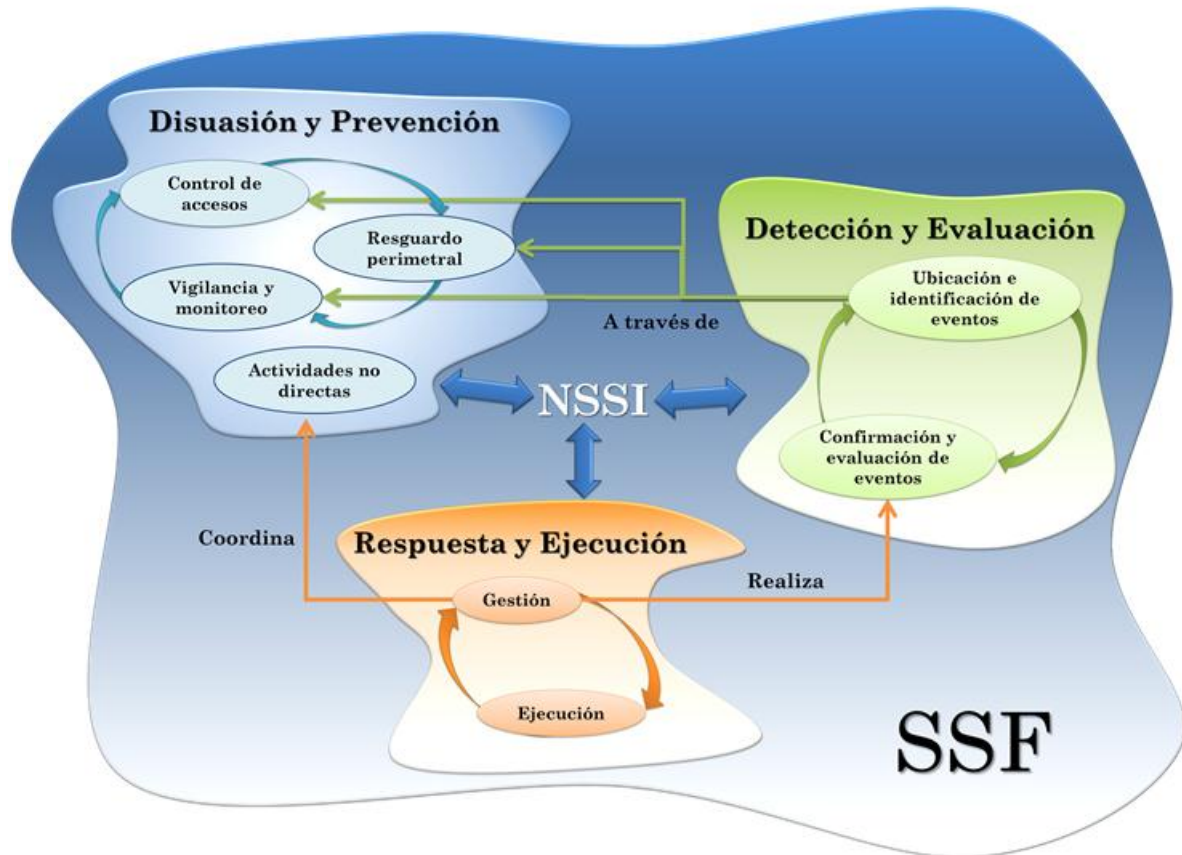 Disuasión y Prevención
Control de
accesos
Resguardo
perimetral
Vigilancia y
monitoreo
Actividades no
directas
Detección y Evaluación
Ubicación e
identificación de
eventos
A través de
Confirmación y
evaluación de
eventos
NSSI
Coordina
Respuesta y Ejecución
Gestión
Realiza
Ejecución
SSF